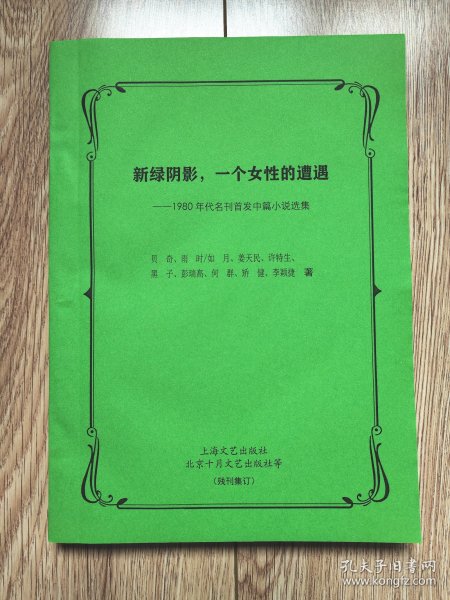 新绿阴影，一个女性的遭遇
——1980年代名刊首发中篇小说选集
贝 奇、雨 时/如 月、姜天民、许特生、
黑 子、彭瑞高、何 群、矫 健、李颖捷 著
上海文艺出版社
北京十月文艺出版社等
（残刊集订）
孔夫子旧书网
www.kongfz.com